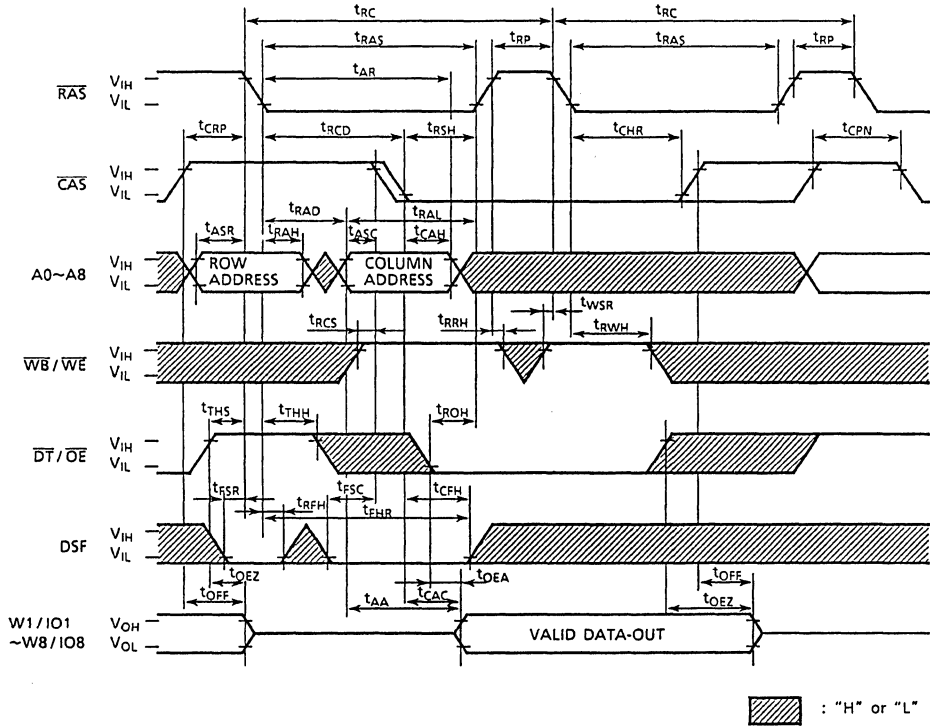 tRC tRC
tRAS tRP tRAS tRP
tAR
RAS VIH
VIL
tCRP tRCD tRSH tCHR tCPN
CAS VIH
VIL
tRAD tRAL
tASR tRAH tASC tCAH
A0~A8 VIH
VIL
ROW ADDRESS
COLUMN ADDRESS
tWSR
tRCS tRRH tRWH
WB / WE VIH
VIL
tTHS tTHH tROH
DT / OE VIH
VIL
tFSR tRFH tFSC tCFH
tFHR
DSF VIH
VIL
tOEZ tOEA tOFF
tOFF tAA tCAC tOEZ
W1 / IO1 VOH
~W8 / IO8 VOL
VALID DATA-OUT
: "H" or "L"